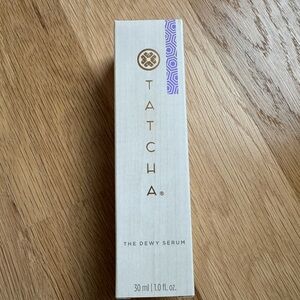 TATCHA®
THE DEWY SERUM
30 ml | 1.0 fl. oz.